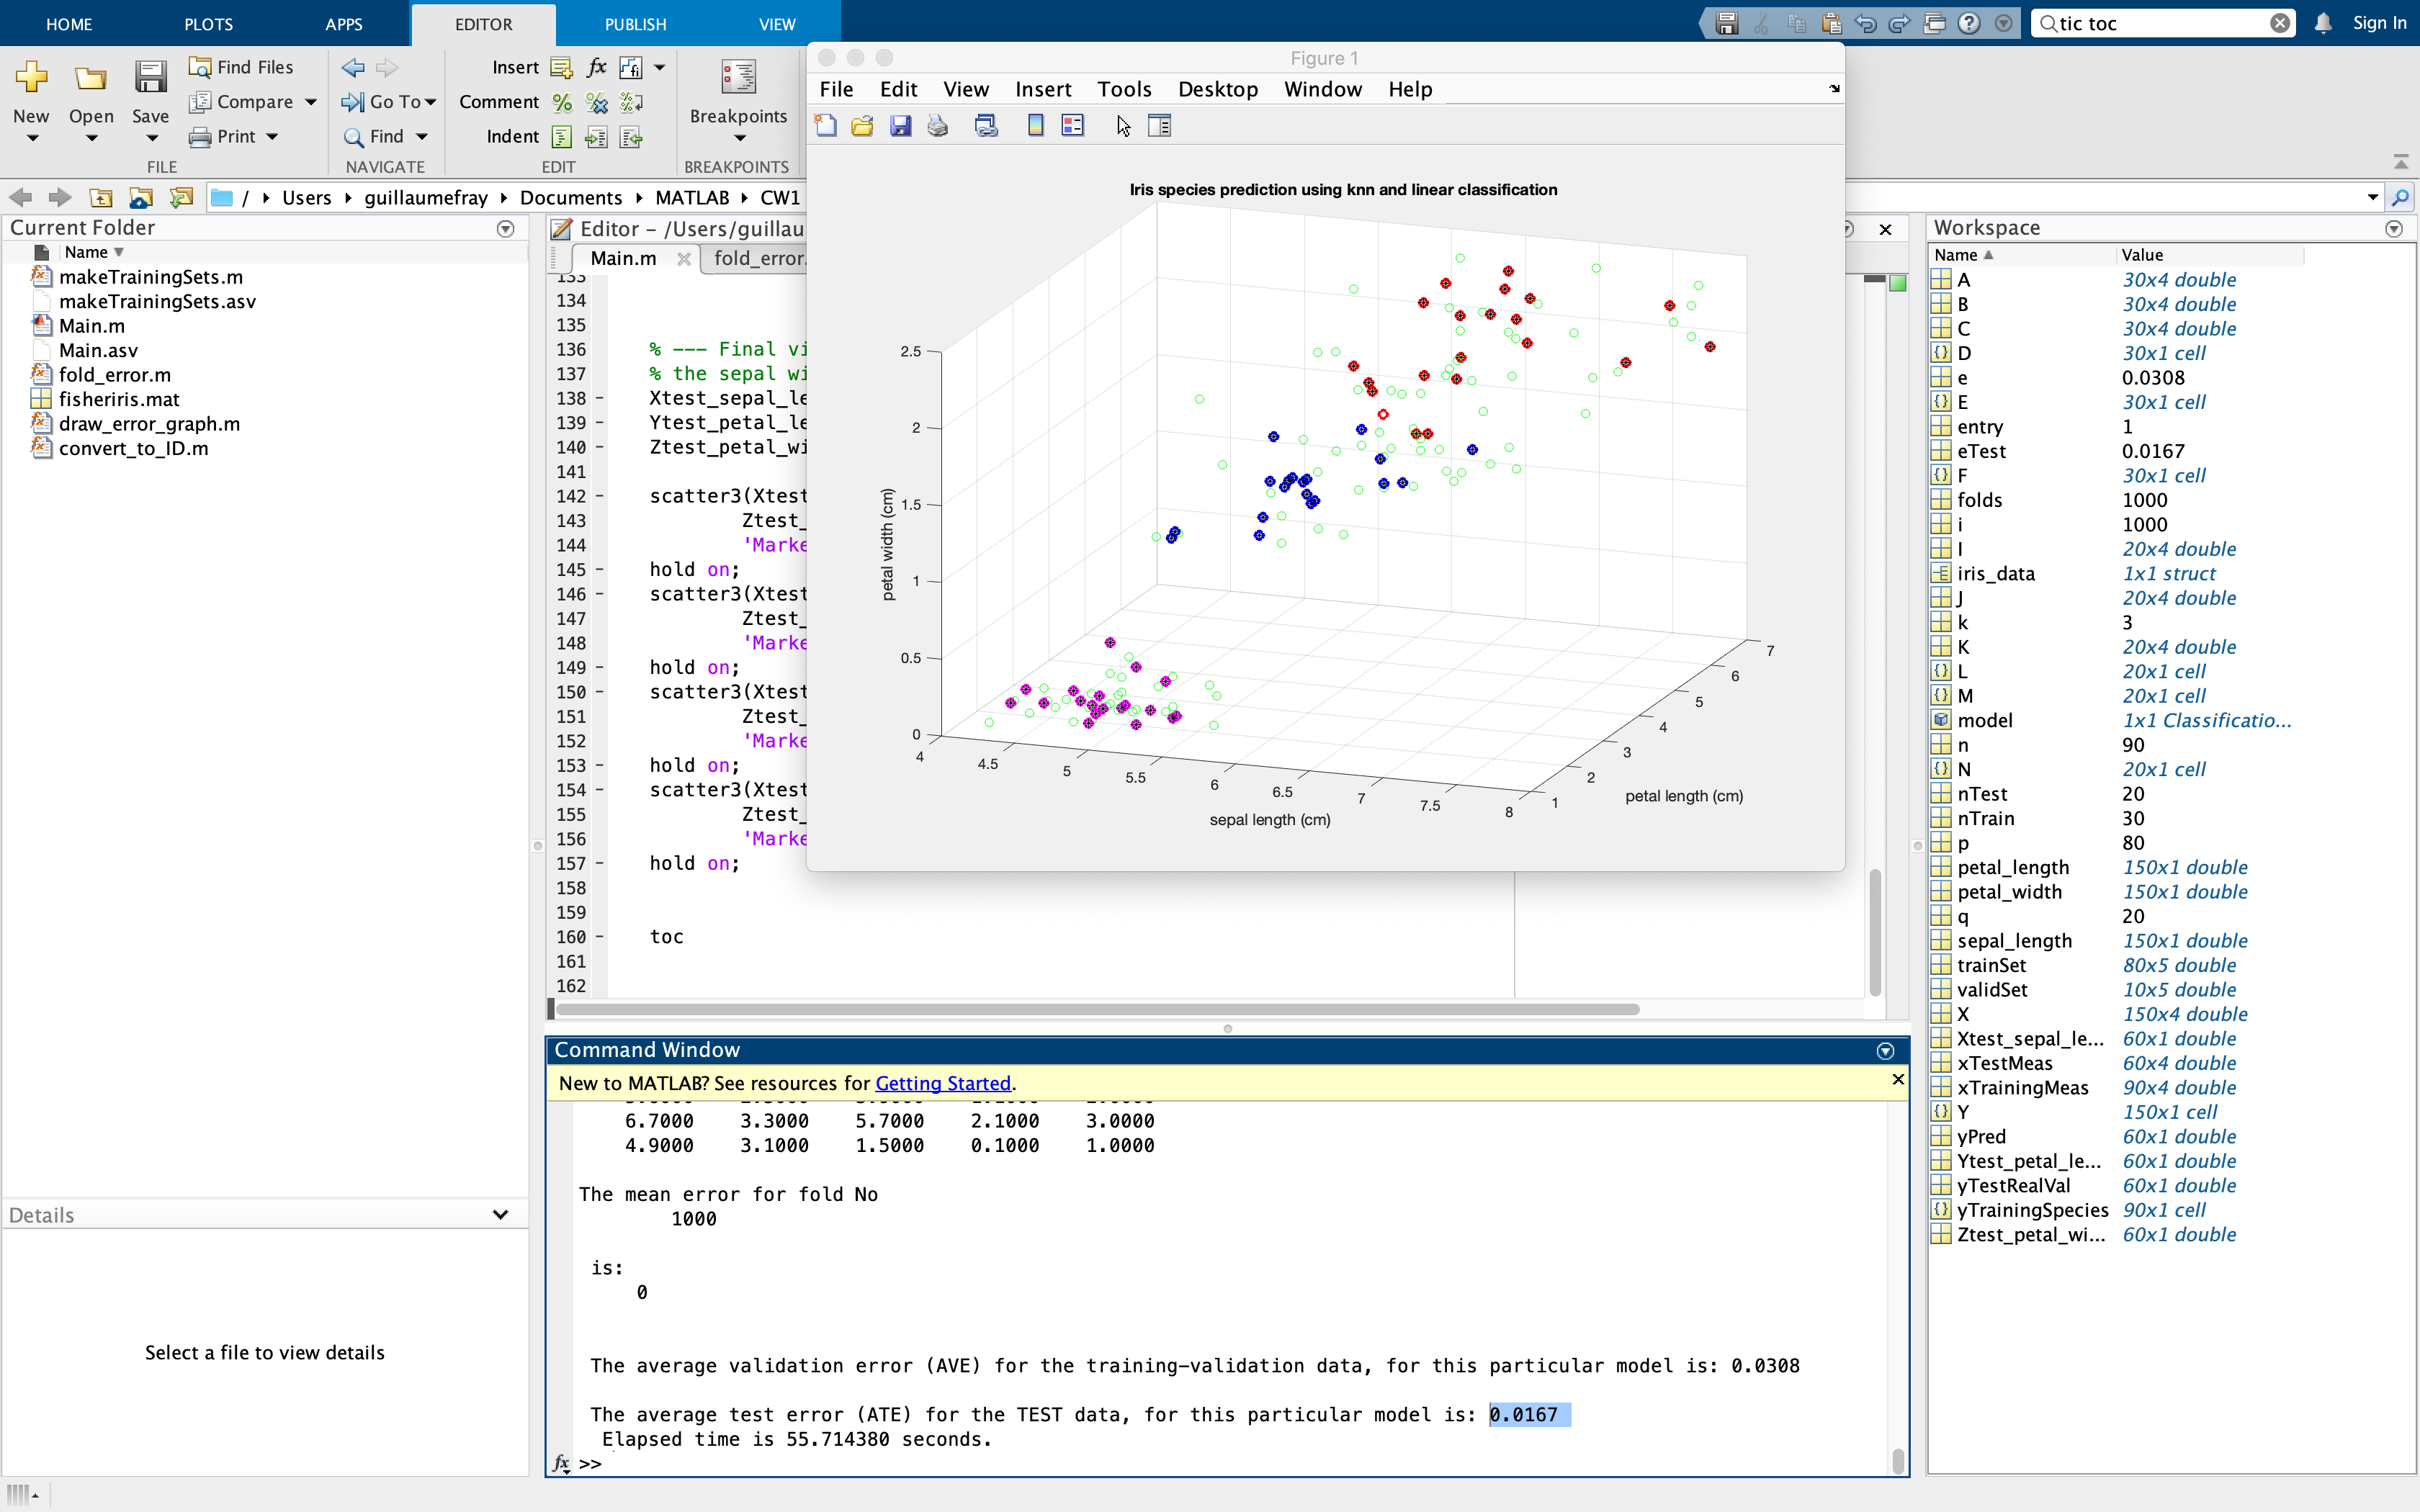 HOME PLOTS APPS EDITOR PUBLISH VIEW
tic toc
Sign In
New
Open
Save
Find Files
Compare
Print
FILE
Go To
Find
NAVIGATE
Insert
Comment
Indent
EDIT
Breakpoints
BREAKPOINTS
/ Users guillaumefray Documents MATLAB CW1
Current Folder
Name
makeTrainingSets.m
makeTrainingSets.asv
Main.m
Main.asv
fold_error.m
fisheriris.mat
draw_error_graph.m
convert_to_ID.m
Details
Select a file to view details
Editor – /Users/guillau
Main.m fold_error.
133
134
135
136 % --- Final vi
137 % the sepal wi
138 Xtest_sepal_le
139 Ytest_petal_le
140 Ztest_petal_wi
141
142 scatter3(Xtest
143 Ztest_
144 'Marke
145 hold on;
146 scatter3(Xtest
147 Ztest_
148 'Marke
149 hold on;
150 scatter3(Xtest
151 Ztest_
152 'Marke
153 hold on;
154 scatter3(Xtest
155 Ztest_
156 'Marke
157 hold on;
158
159
160 toc
161
162
Figure 1
File Edit View Insert Tools Desktop Window Help
Iris species prediction using knn and linear classification
petal width (cm)
2.5
2
1.5
1
0.5
0
4
4.5
5
5.5
6
6.5
7
7.5
8
sepal length (cm)
1
2
3
4
5
6
7
petal length (cm)
Command Window
New to MATLAB? See resources for Getting Started.
6.7000 3.3000 5.7000 2.1000 3.0000
4.9000 3.1000 1.5000 0.1000 1.0000
The mean error for fold No
1000
is:
0
The average validation error (AVE) for the training-validation data, for this particular model is: 0.0308
The average test error (ATE) for the TEST data, for this particular model is: 0.0167
Elapsed time is 55.714380 seconds.
fx >>
Workspace
Name Value
A 30x4 double
B 30x4 double
C 30x4 double
D 30x1 cell
e 0.0308
E 30x1 cell
entry 1
eTest 0.0167
F 30x1 cell
folds 1000
i 1000
I 20x4 double
iris_data 1x1 struct
J 20x4 double
k 3
K 20x4 double
L 20x1 cell
M 20x1 cell
model 1x1 Classificatio...
n 90
N 20x1 cell
nTest 20
nTrain 30
p 80
petal_length 150x1 double
petal_width 150x1 double
q 20
sepal_length 150x1 double
trainSet 80x5 double
validSet 10x5 double
X 150x4 double
Xtest_sepal_le... 60x1 double
xTestMeas 60x4 double
xTrainingMeas 90x4 double
Y 150x1 cell
yPred 60x1 double
Ytest_petal_le... 60x1 double
yTestRealVal 60x1 double
yTrainingSpecies 90x1 cell
Ztest_petal_wi... 60x1 double